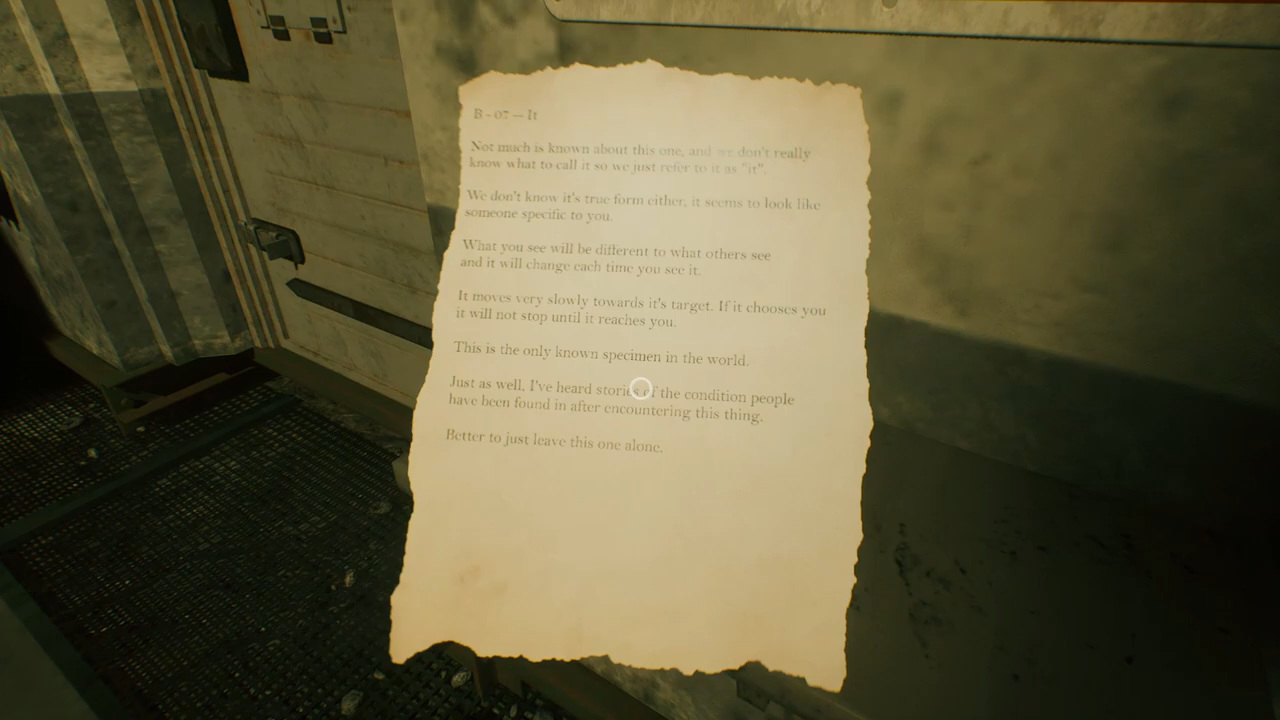 B - 07 – It
Not much is known about this one, and we don't really
know what to call it so we just refer to it as "it".
We don't know it's true form either, it seems to look like
someone specific to you.
What you see will be different to what others see
and it will change each time you see it.
It moves very slowly towards it's target. If it chooses you
it will not stop until it reaches you.
This is the only known specimen in the world.
Just as well, I've heard stories of the condition people
have been found in after encountering this thing.
Better to just leave this one alone.